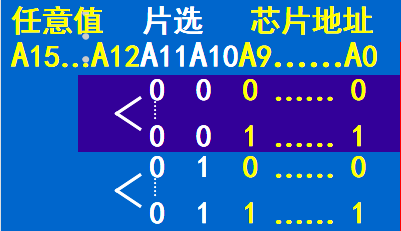 任意值 片选 芯片地址
A15...A12A11A10A9......A0
0 0 0 ...... 0
0 0 1 ...... 1
0 1 0 ...... 0
0 1 1 ...... 1